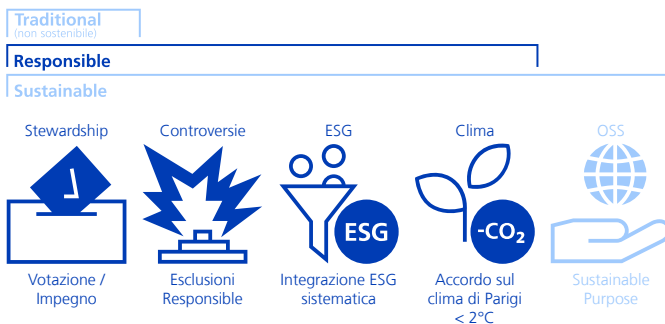 Traditional
(non sostenibile)
Responsible
Sustainable
Stewardship
Controversie
ESG
Clima
OSS
ESG
-CO₂
Votazione /
Impegno
Esclusioni
Responsible
Integrazione ESG
sistematica
Accordo sul
clima di Parigi
< 2°C
Sustainable
Purpose